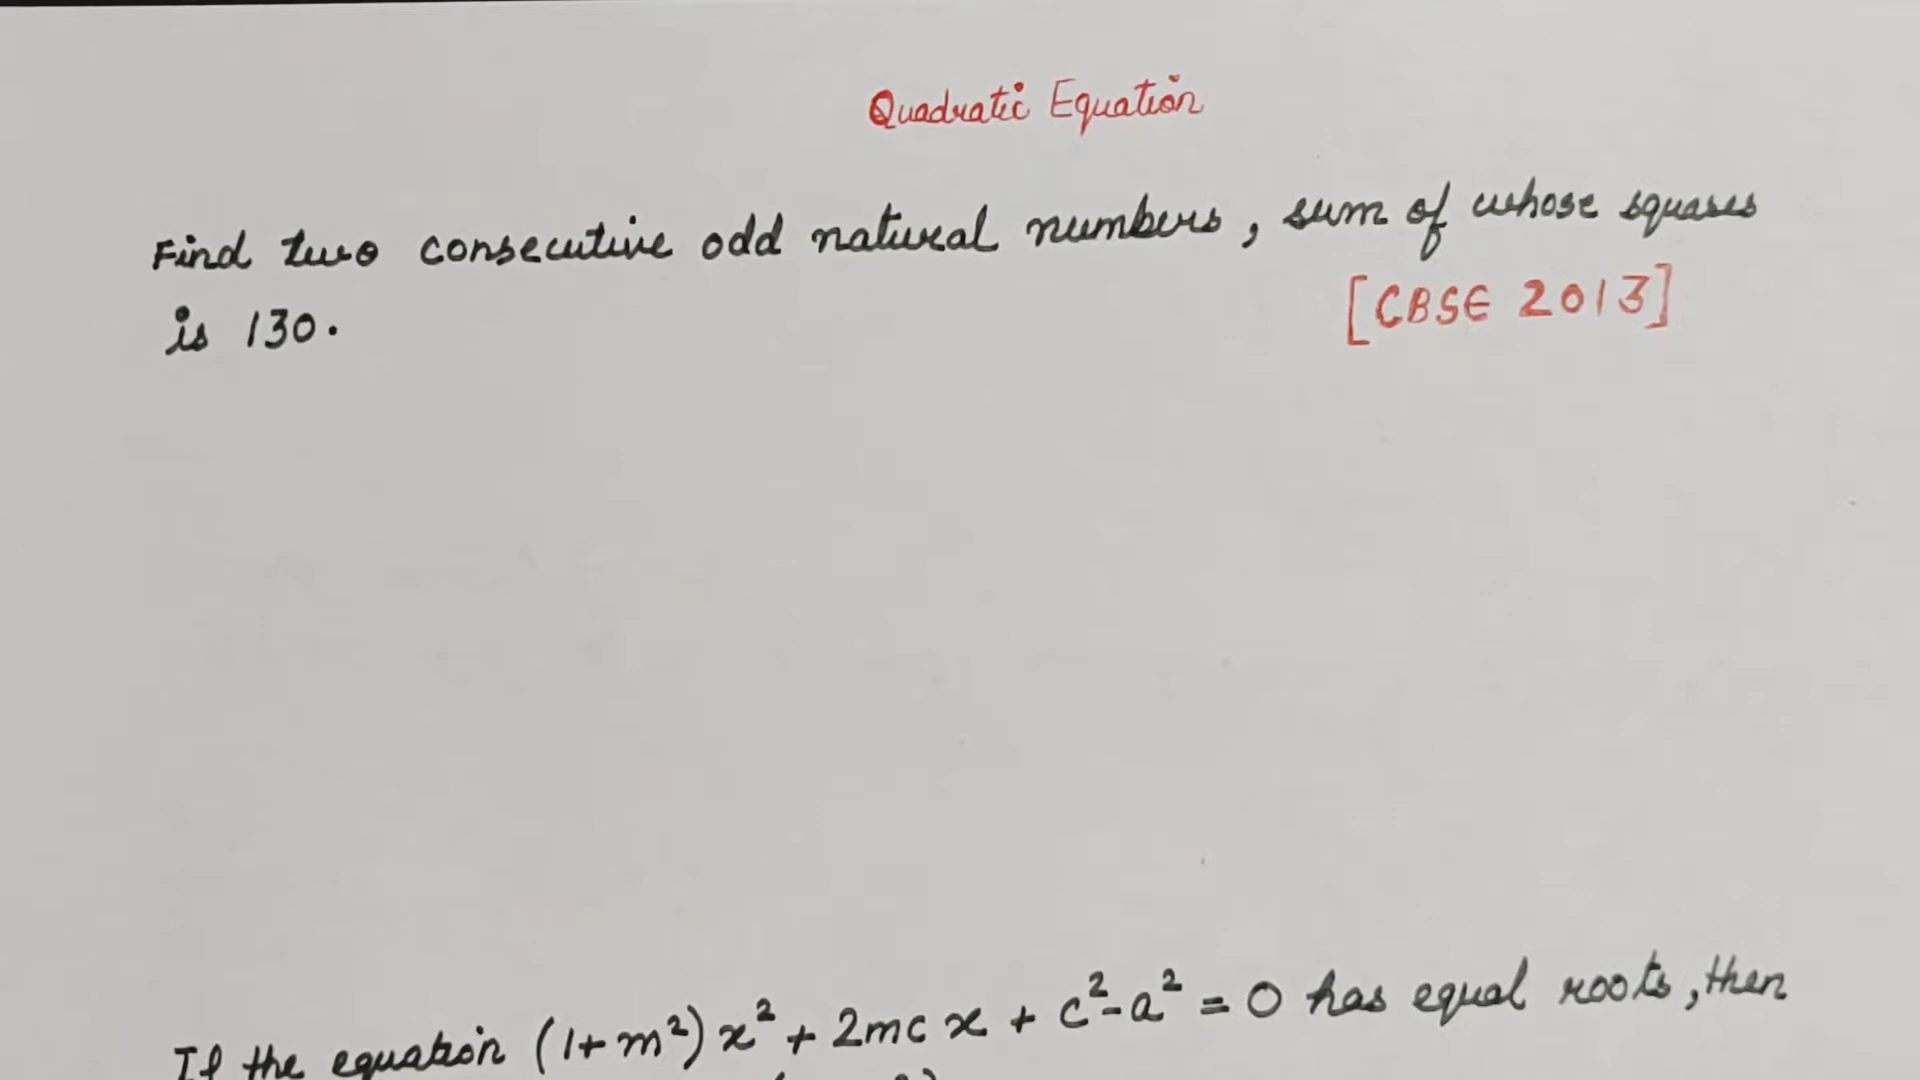 Quadratic Equation
Find two consecutive odd natural numbers, sum of whose squares
is 130.
[CBSE 2013]
If the equation (1+m²)x² + 2mcx + c²-a² = 0 has equal roots, then